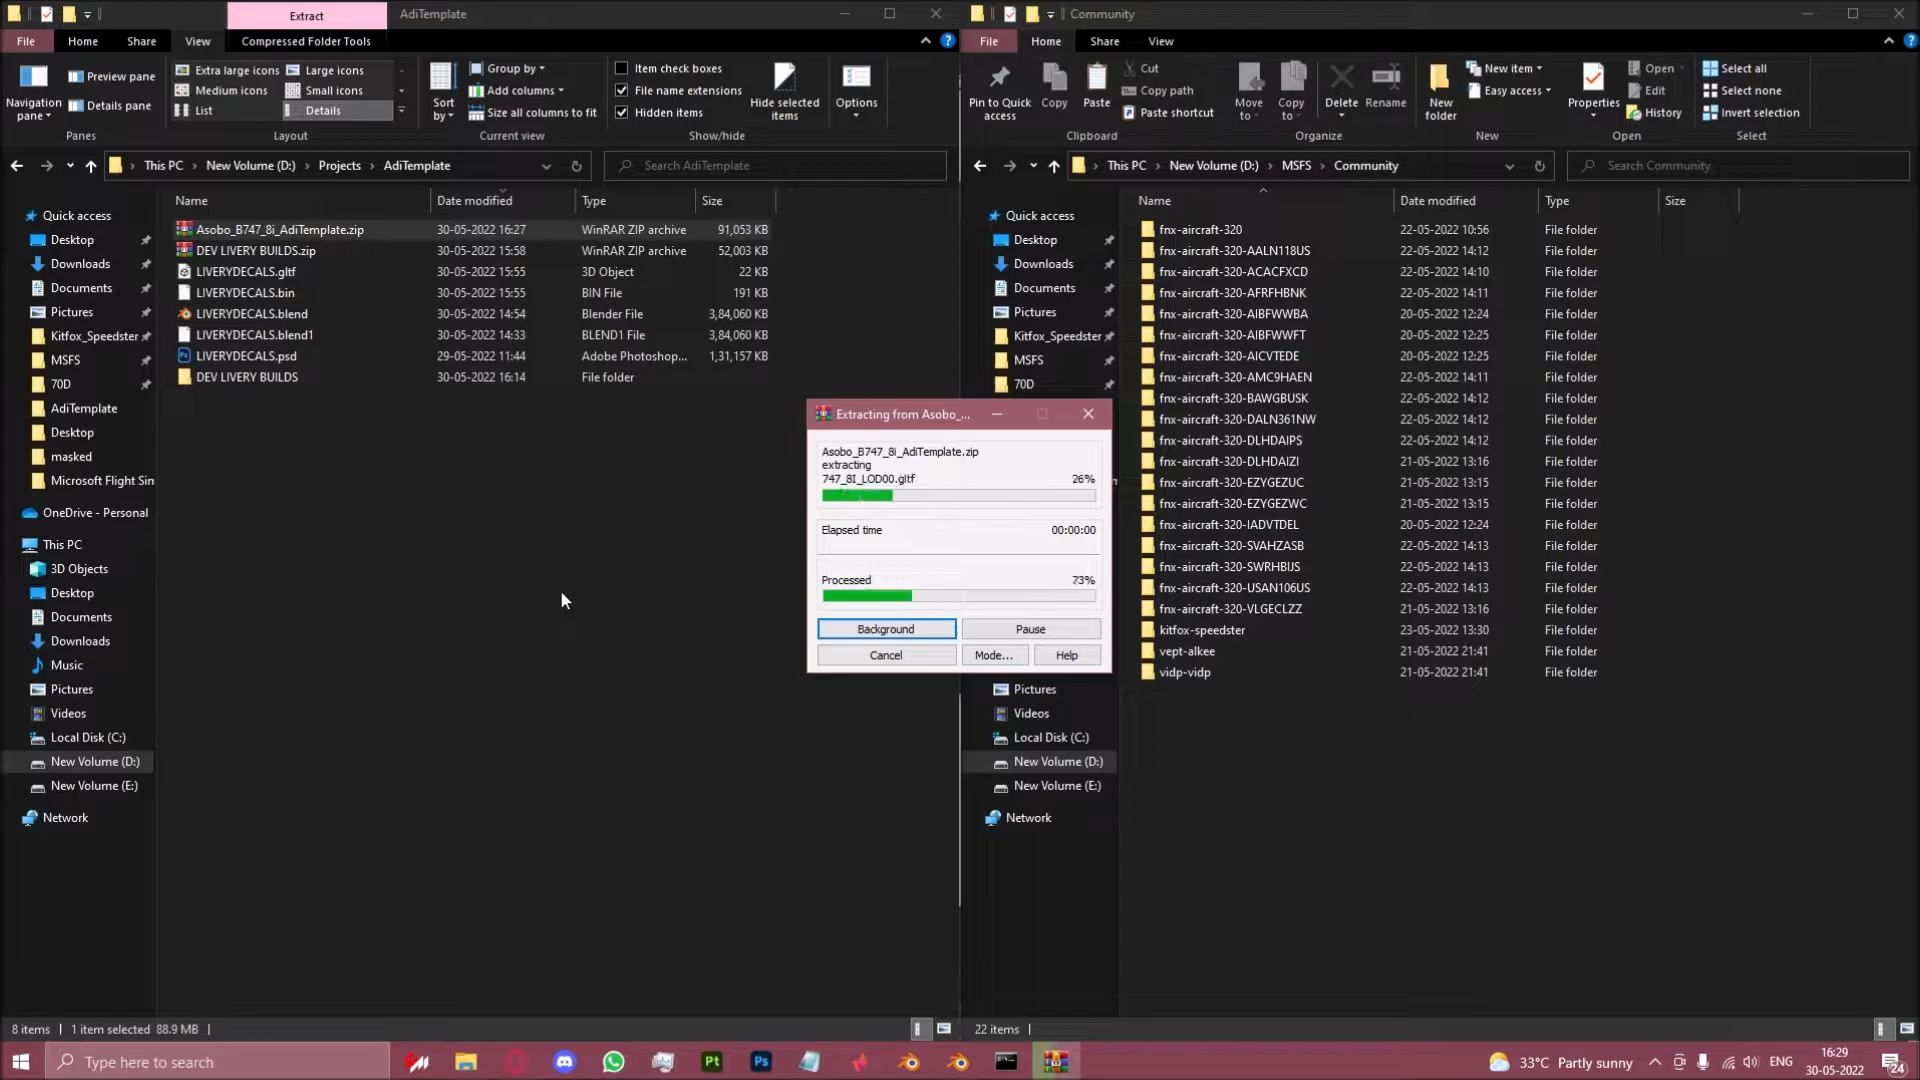 Extract
AdiTemplate
File
Home
Share
View
Compressed Folder Tools
Navigation pane
Preview pane
Details pane
Extra large icons
Large icons
Medium icons
Small icons
List
Details
Sort by
Group by
Add columns
Size all columns to fit
Item check boxes
File name extensions
Hidden items
Hide selected items
Options
Panes
Layout
Current view
Show/hide
This PC > New Volume (D:) > Projects > AdiTemplate
Search AdiTemplate
Name Date modified Type Size
Asobo_B747_8i_AdiTemplate.zip 30-05-2022 16:27 WinRAR ZIP archive 91,053 KB
DEV LIVERY BUILDS.zip 30-05-2022 15:58 WinRAR ZIP archive 52,003 KB
LIVERYDECALS.gltf 30-05-2022 15:55 3D Object 22 KB
LIVERYDECALS.bin 30-05-2022 15:55 BIN File 191 KB
LIVERYDECALS.blend 30-05-2022 14:54 Blender File 3,84,060 KB
LIVERYDECALS.blend1 30-05-2022 14:33 BLEND1 File 3,84,060 KB
LIVERYDECALS.psd 29-05-2022 11:44 Adobe Photoshop... 1,31,157 KB
DEV LIVERY BUILDS 30-05-2022 16:14 File folder
Quick access
Desktop
Downloads
Documents
Pictures
Kitfox_Speedster
MSFS
70D
AdiTemplate
Desktop
masked
Microsoft Flight Sin
OneDrive - Personal
This PC
3D Objects
Desktop
Documents
Downloads
Music
Pictures
Videos
Local Disk (C:)
New Volume (D:)
New Volume (E:)
Network
8 items | 1 item selected 88.9 MB |
Extracting from Asobo_...
Asobo_B747_8i_AdiTemplate.zip
extracting
747_8I_LOD00.gltf 26%
Elapsed time 00:00:00
Processed 73%
Background
Pause
Cancel
Mode...
Help
Community
File
Home
Share
View
Pin to Quick access
Copy
Paste
Cut
Copy path
Paste shortcut
Move to
Copy to
Delete
Rename
New folder
New item
Easy access
Properties
Open
Edit
History
Select all
Select none
Invert selection
Clipboard
Organize
New
Open
Select
This PC > New Volume (D:) > MSFS > Community
Search Community
Name Date modified Type Size
fnx-aircraft-320 22-05-2022 10:56 File folder
fnx-aircraft-320-AALN118US 22-05-2022 14:12 File folder
fnx-aircraft-320-ACACFXCD 22-05-2022 14:10 File folder
fnx-aircraft-320-AFRFHBNK 22-05-2022 14:11 File folder
fnx-aircraft-320-AIBFWWBA 20-05-2022 12:24 File folder
fnx-aircraft-320-AIBFWWFT 20-05-2022 12:25 File folder
fnx-aircraft-320-AICVTEDE 20-05-2022 12:25 File folder
fnx-aircraft-320-AMC9HAEN 22-05-2022 14:11 File folder
fnx-aircraft-320-BAWGBUSK 22-05-2022 14:12 File folder
fnx-aircraft-320-DALN361NW 22-05-2022 14:12 File folder
fnx-aircraft-320-DLHDAIPS 22-05-2022 14:12 File folder
fnx-aircraft-320-DLHDAIZI 21-05-2022 13:16 File folder
fnx-aircraft-320-EZYGEZUC 21-05-2022 13:15 File folder
fnx-aircraft-320-EZYGEZWC 21-05-2022 13:15 File folder
fnx-aircraft-320-IADVTDEL 20-05-2022 12:24 File folder
fnx-aircraft-320-SVAHZASB 22-05-2022 14:13 File folder
fnx-aircraft-320-SWRHBIJS 22-05-2022 14:13 File folder
fnx-aircraft-320-USAN106US 22-05-2022 14:13 File folder
fnx-aircraft-320-VLGECLZZ 21-05-2022 13:16 File folder
kitfox-speedster 23-05-2022 13:30 File folder
vept-alkee 21-05-2022 21:41 File folder
vidp-vidp 21-05-2022 21:41 File folder
Quick access
Desktop
Downloads
Documents
Pictures
Kitfox_Speedster
MSFS
70D
Pictures
Videos
Local Disk (C:)
New Volume (D:)
New Volume (E:)
Network
22 items |
Type here to search
Pt
Ps
33°C Partly sunny
ENG
16:29
30-05-2022
24